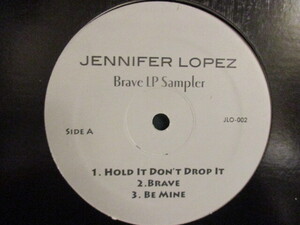 JENNIFER LOPEZ
Brave LP Sampler
SIDE A
JLO-002
1. HOLD IT DON'T DROP IT
2.BRAVE
3. BE MINE